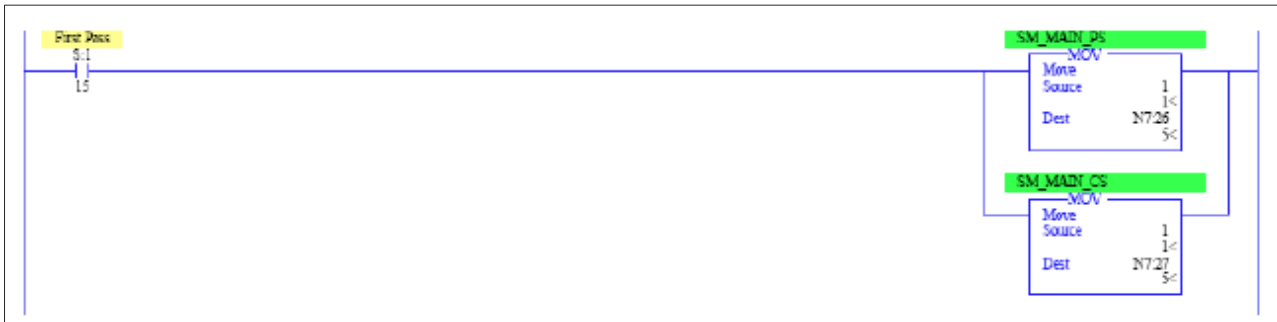 First Pass
S:1
15
SM_MAIN_PS
MOV
Move
Source 1
1<
Dest N7:26
5<
SM_MAIN_CS
MOV
Move
Source 1
1<
Dest N7:27
5<